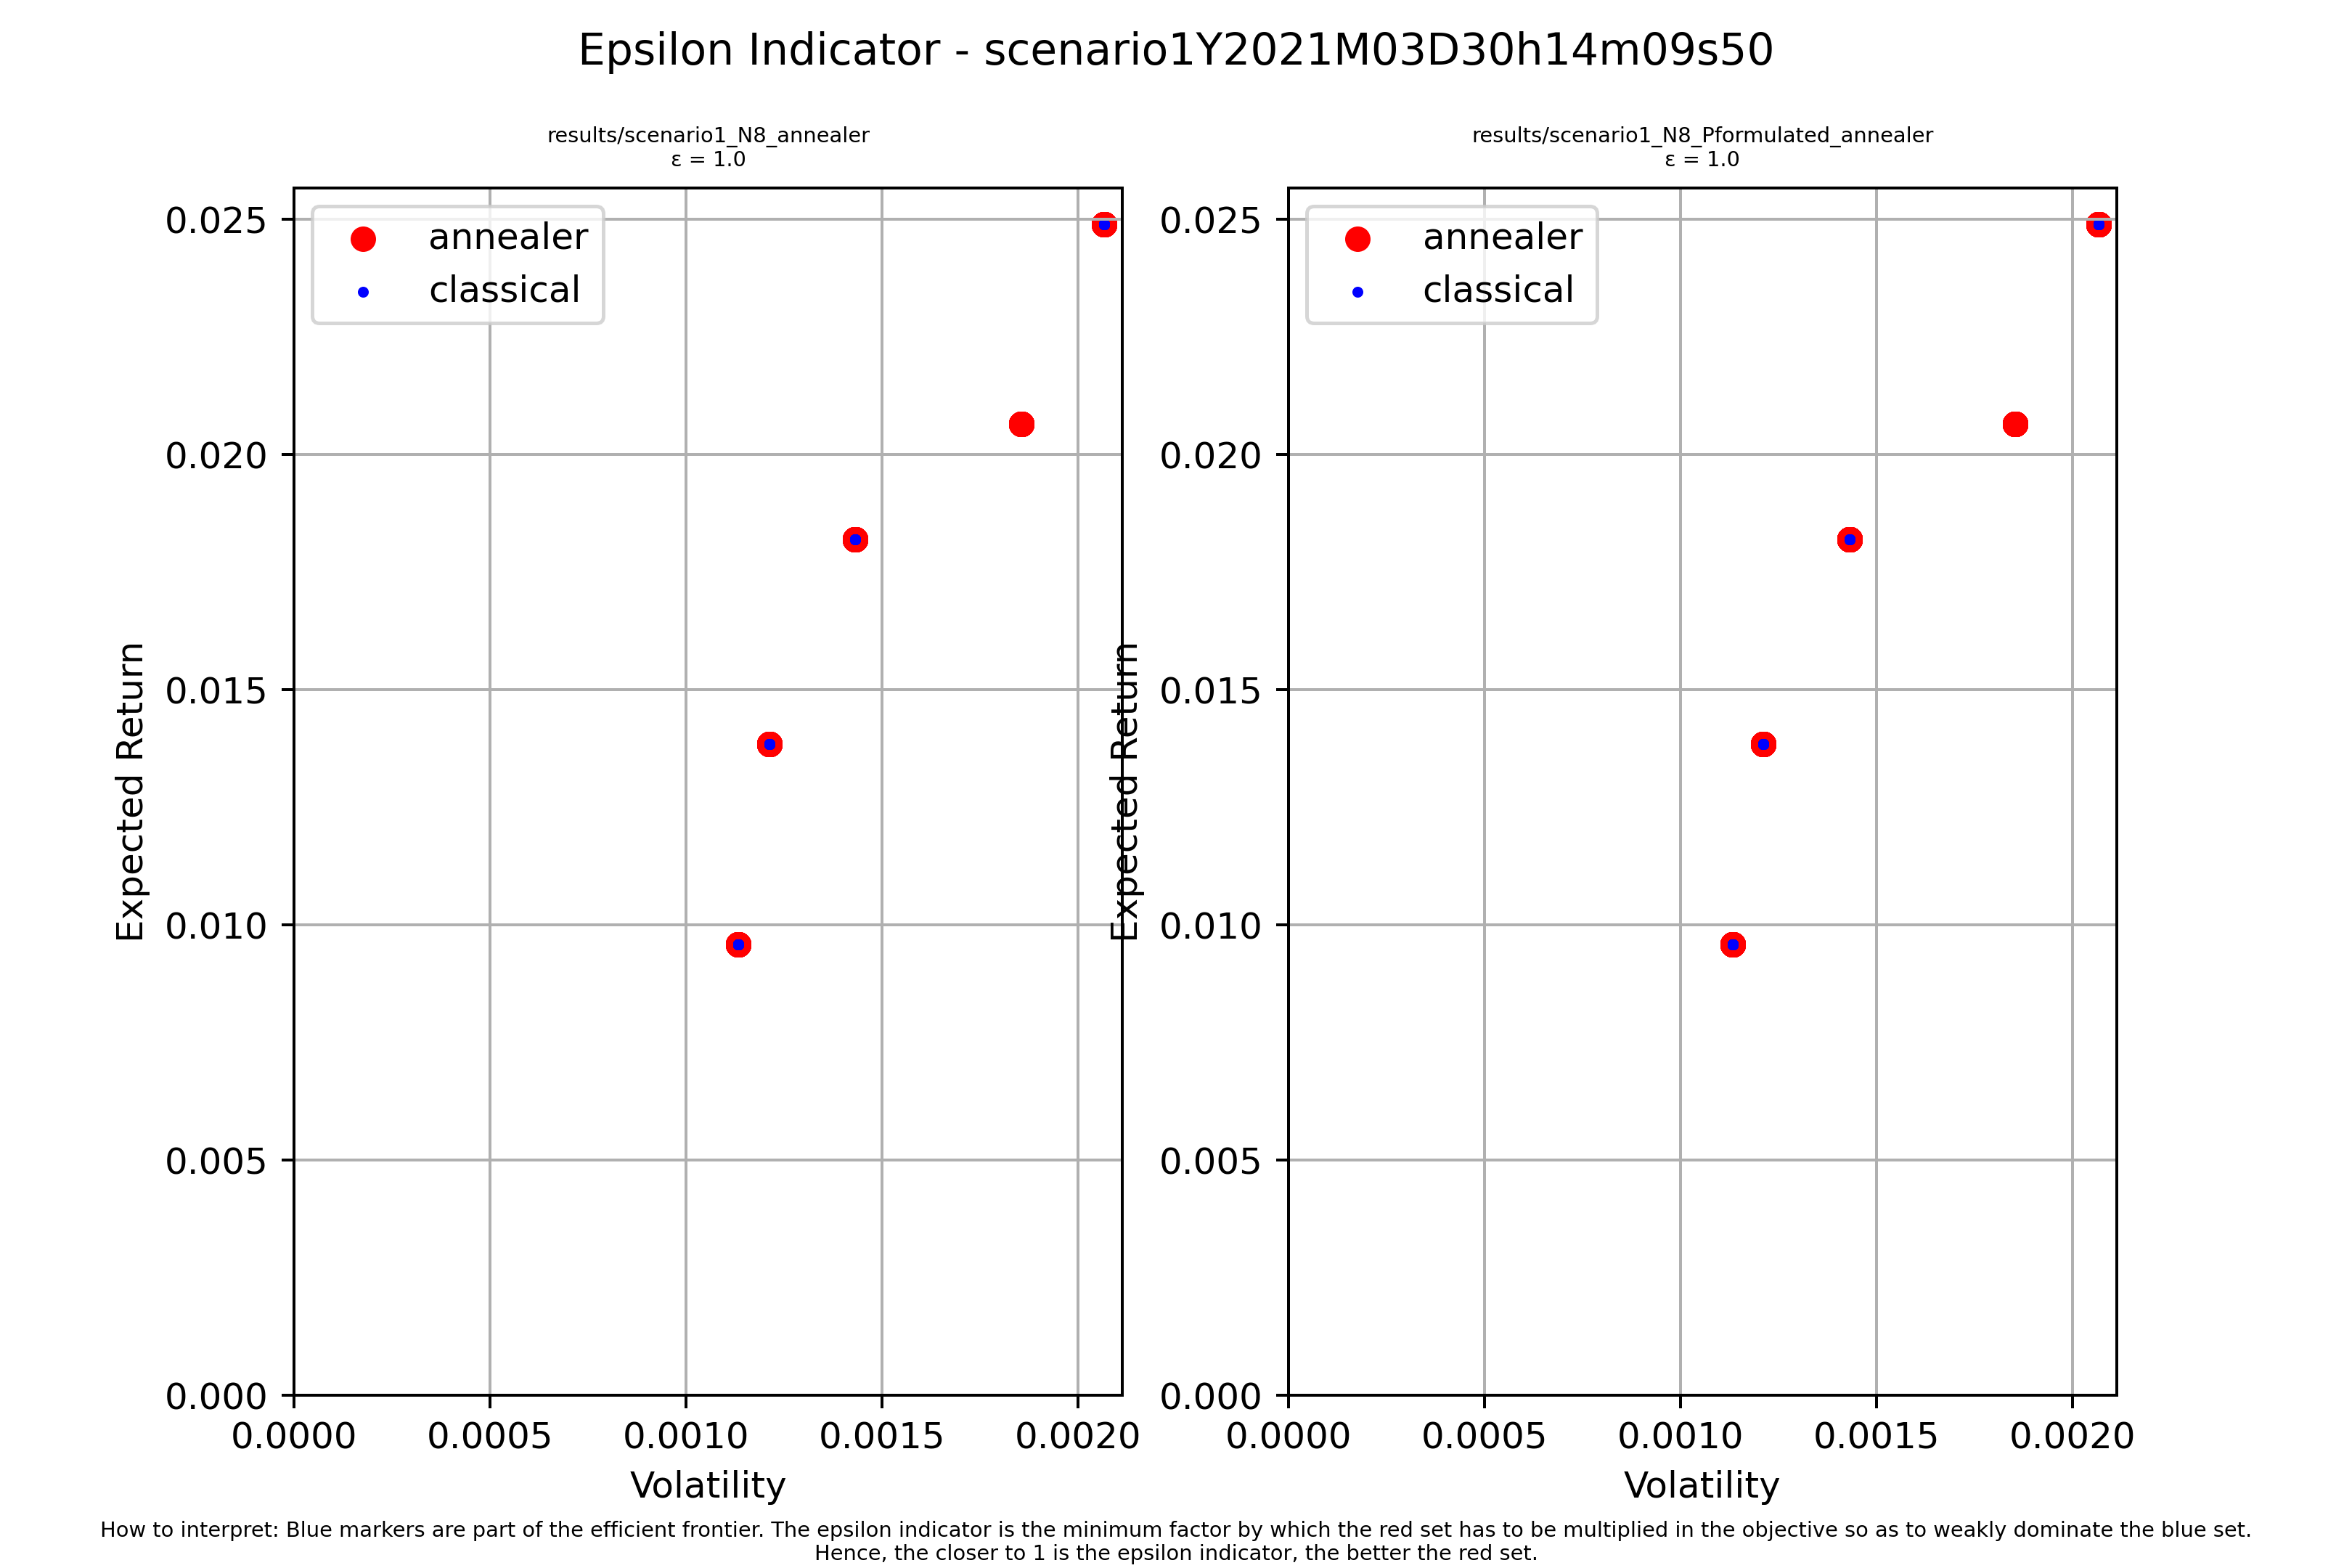 Epsilon Indicator - scenario1Y2021M03D30h14m09s50
results/scenario1_N8_annealer
ε = 1.0
annealer
classical
0.025
0.020
0.015
0.010
0.005
0.000
Expected Return
0.0000 0.0005 0.0010 0.0015 0.0020
Volatility
results/scenario1_N8_Pformulated_annealer
ε = 1.0
annealer
classical
0.025
0.020
0.015
0.010
0.005
0.000
Expected Return
0.0000 0.0005 0.0010 0.0015 0.0020
Volatility
How to interpret: Blue markers are part of the efficient frontier. The epsilon indicator is the minimum factor by which the red set has to be multiplied in the objective so as to weakly dominate the blue set.
Hence, the closer to 1 is the epsilon indicator, the better the red set.